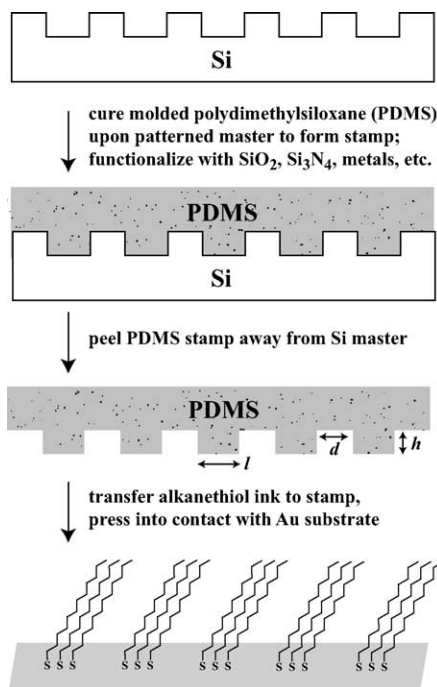 Si
cure molded polydimethylsiloxane (PDMS)
upon patterned master to form stamp;
functionalize with SiO₂, Si₃N₄, metals, etc.
PDMS
Si
peel PDMS stamp away from Si master
PDMS
l
d
h
transfer alkanethiol ink to stamp,
press into contact with Au substrate
S S S S S S S S S S S S S S S